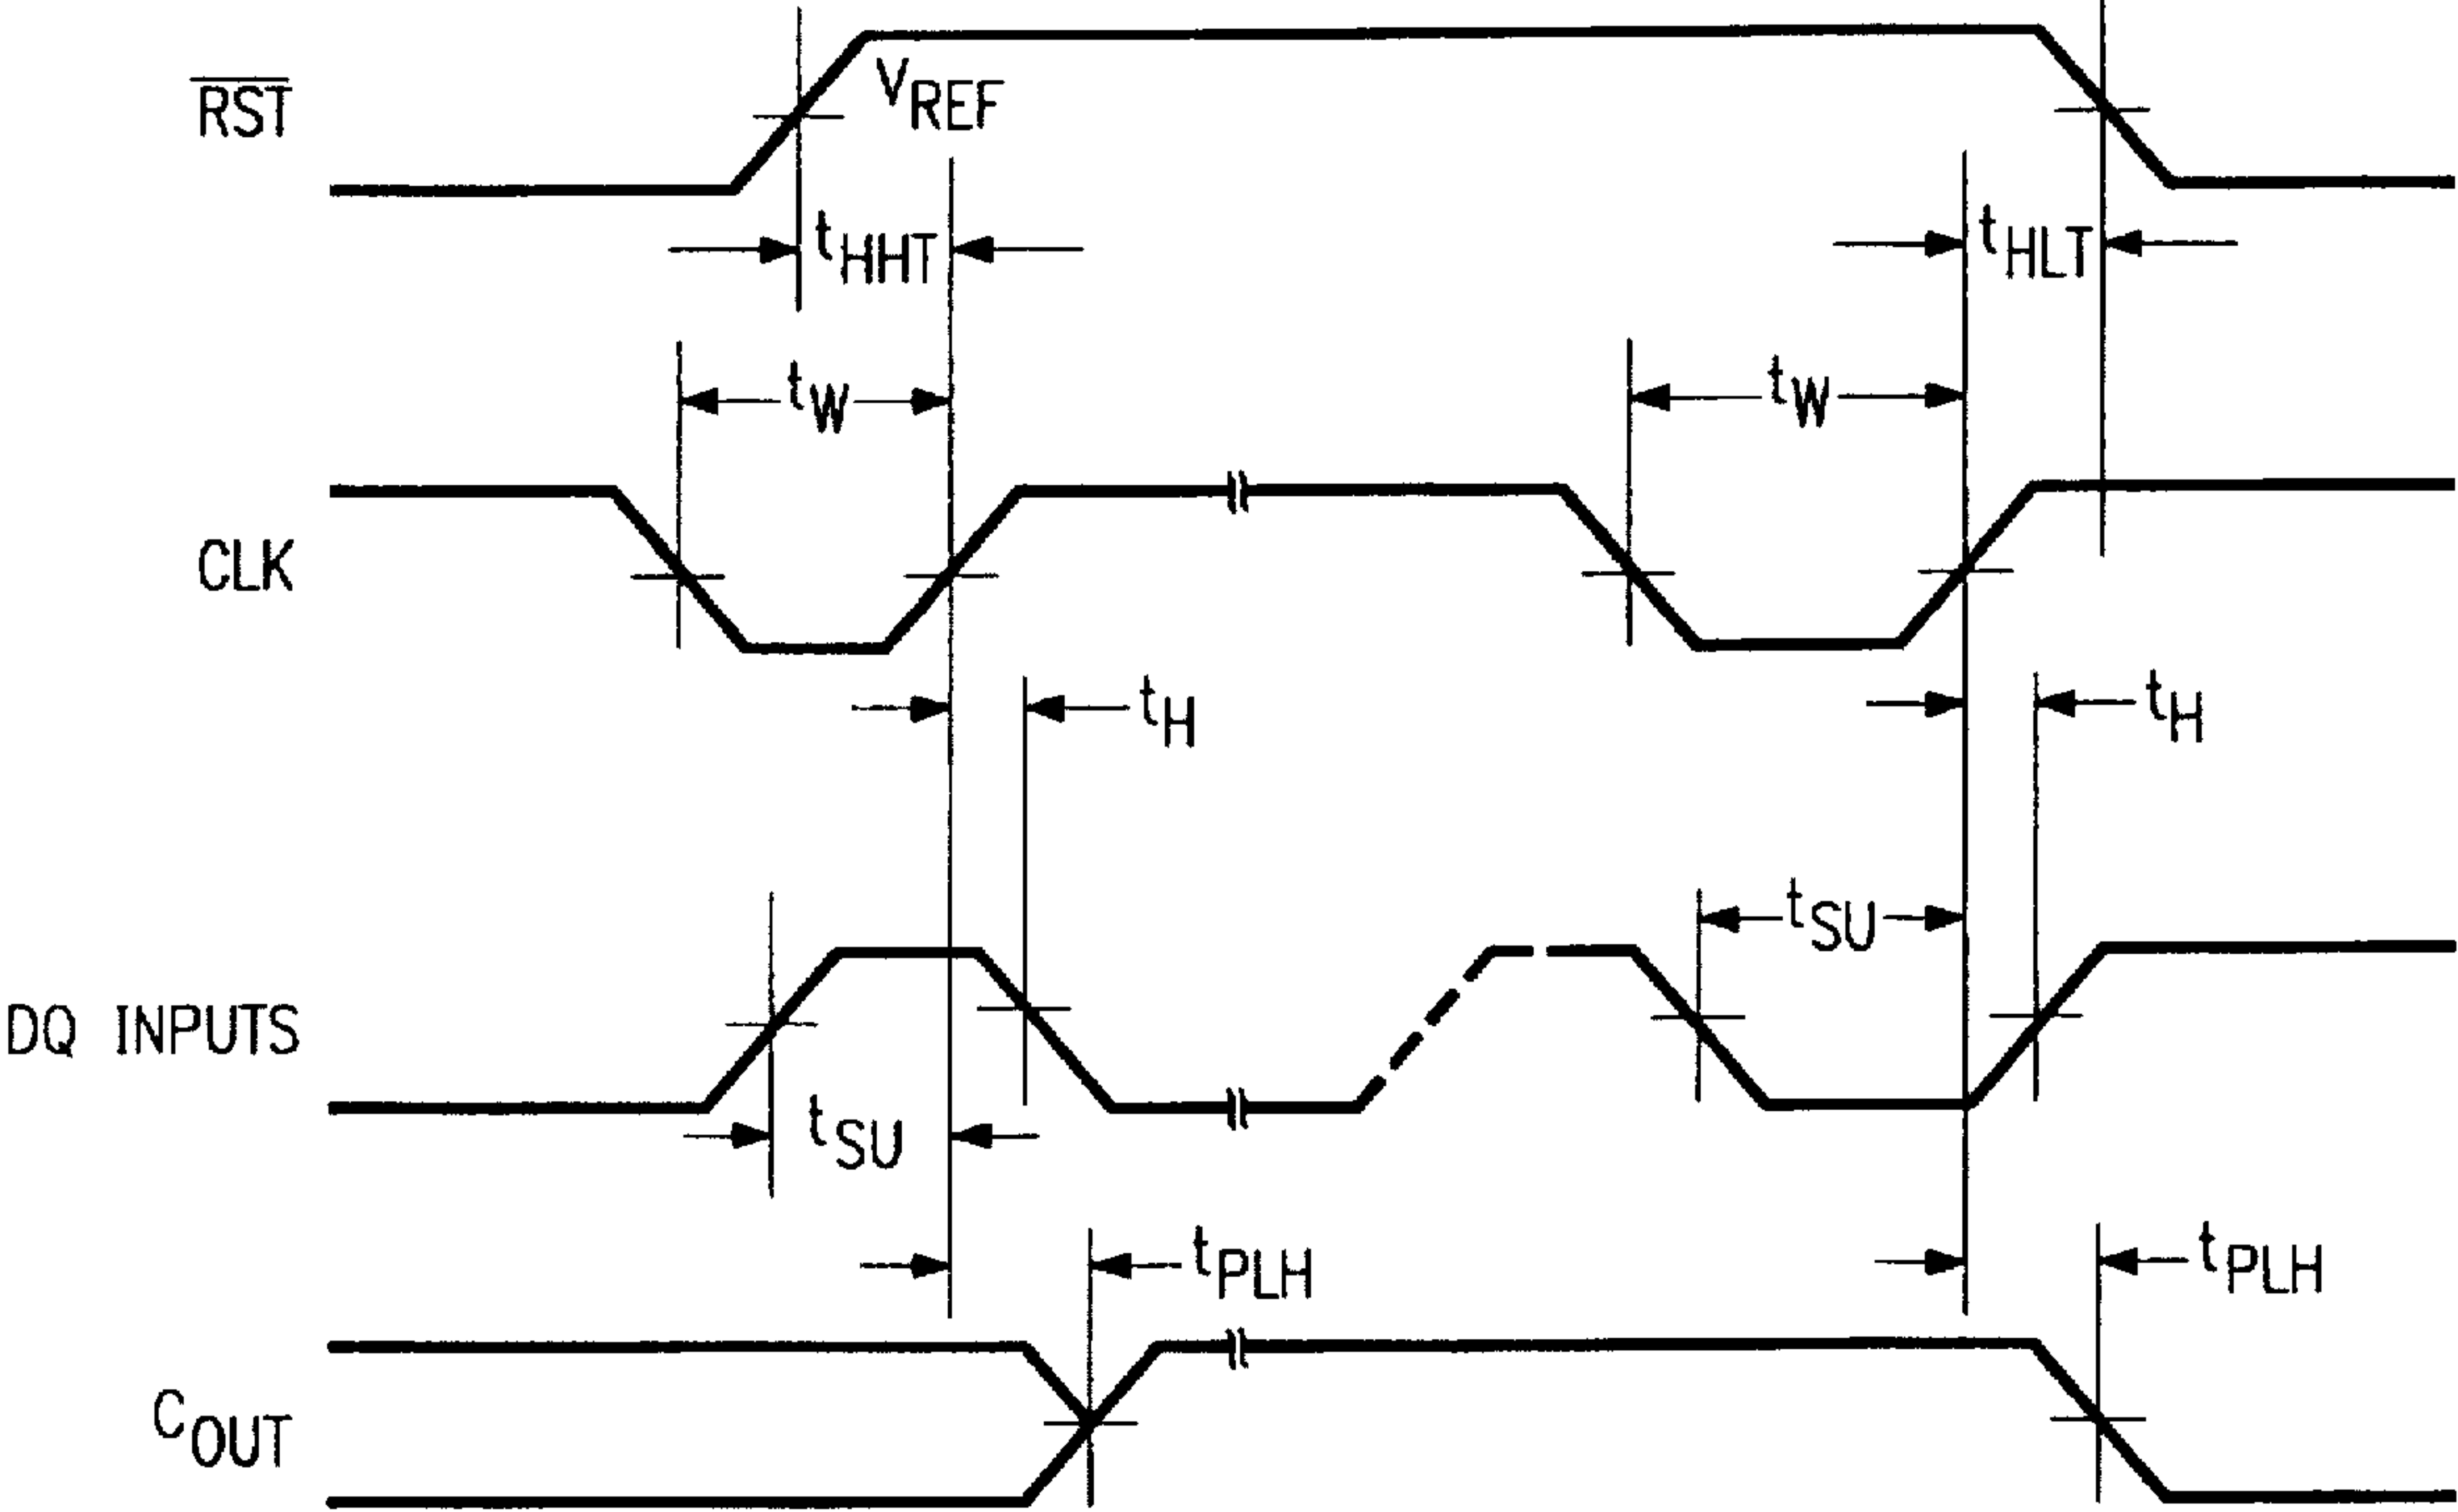 RST
VREF
tHHT
tHLT
tW
tW
CLK
tH
tH
tSU
DQ INPUTS
tSU
tPLH
tPLH
COUT